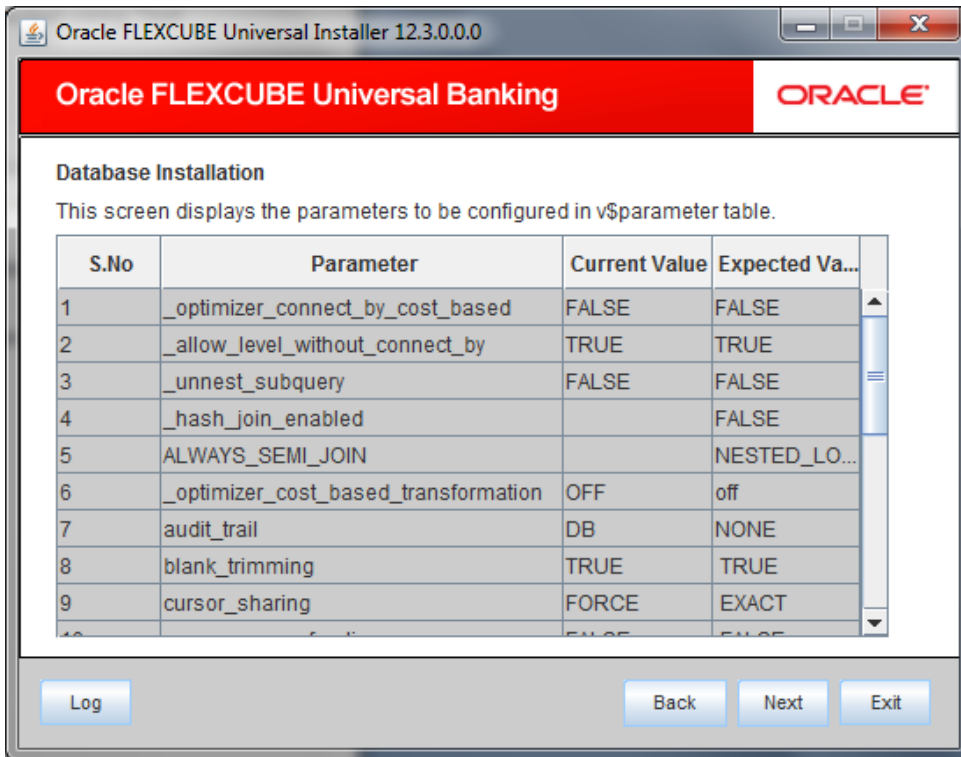 Oracle FLEXCUBE Universal Installer 12.3.0.0.0
Oracle FLEXCUBE Universal Banking ORACLE
Database Installation
This screen displays the parameters to be configured in v$parameter table.
S.No Parameter Current Value Expected Va...
1 _optimizer_connect_by_cost_based FALSE FALSE
2 _allow_level_without_connect_by TRUE TRUE
3 _unnest_subquery FALSE FALSE
4 _hash_join_enabled FALSE
5 ALWAYS_SEMI_JOIN NESTED_LO...
6 _optimizer_cost_based_transformation OFF off
7 audit_trail DB NONE
8 blank_trimming TRUE TRUE
9 cursor_sharing FORCE EXACT
10 FALSE FALSE
Log Back Next Exit